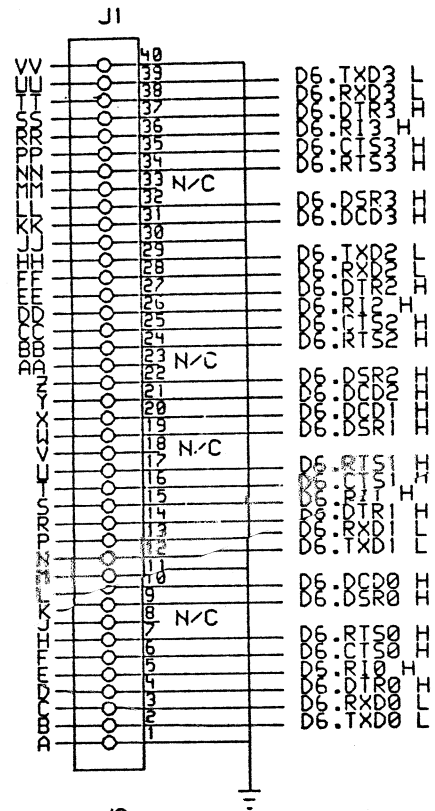 J1
VV 40
UU 39 D6.TXD3 L
TT 38 D6.RXD3 L
SS 37 D6.DTR3 H
RR 36 D6.RI3 H
PP 35 D6.CTS3 H
NN 34 D6.RTS3 H
MM 33 N/C
LL 32 D6.DSR3 H
KK 31 D6.DCD3 H
JJ 30
HH 29 D6.TXD2 L
FF 28 D6.RXD2 L
EE 27 D6.DTR2 H
DD 26 D6.RI2 H
CC 25 D6.CTS2 H
BB 24 D6.RTS2 H
AA 23 N/C
Z 22 D6.DSR2 H
Y 21 D6.DCD2 H
X 20 D6.DCD1 H
W 19 D6.DSR1 H
V 18 N/C
U 17 D6.RTS1 H
T 16 D6.CTS1 H
S 15 D6.RI1 H
R 14 D6.DTR1 H
P 13 D6.RXD1 L
N 12 D6.TXD1 L
M 11
L 10 D6.DCD0 H
K 9 D6.DSR0 H
J 8 N/C
H 7 D6.RTS0 H
F 6 D6.CTS0 H
E 5 D6.RI0 H
D 4 D6.DTR0 H
C 3 D6.RXD0 L
B 2 D6.TXD0 L
A 1